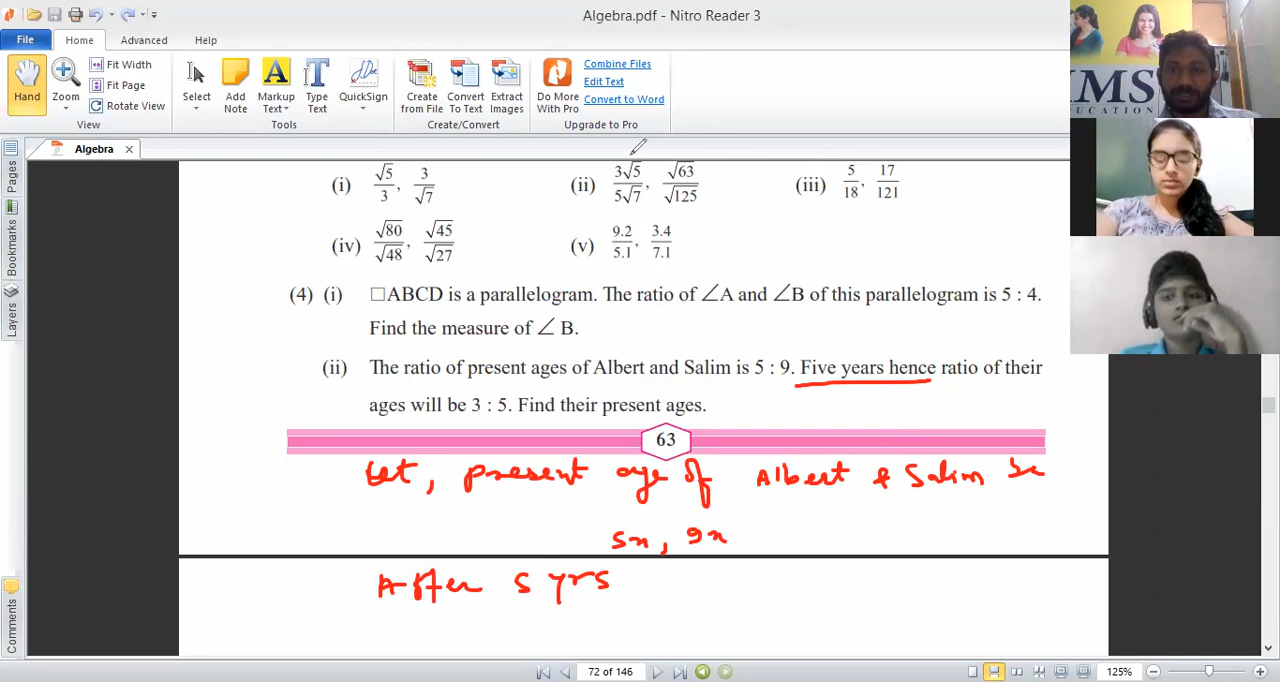 Algebra.pdf - Nitro Reader 3
File Home Advanced Help
Hand Zoom Fit Width Fit Page Rotate View View
Select Add Note Markup Text Type Text QuickSign Tools
Create from File Convert To Text Extract Images Create/Convert
Do More With Pro Combine Files Edit Text Convert to Word Upgrade to Pro
IMS
EDUCATION
Algebra
Pages
Bookmarks
Layers
Comments
(i) √5/3, 3/√7 (ii) 3√5/5√7, √63/√125 (iii) 5/18, 17/121
(iv) √80/√48, √45/√27 (v) 9.2/5.1, 3.4/7.1
(4) (i) □ABCD is a parallelogram. The ratio of ∠A and ∠B of this parallelogram is 5 : 4.
Find the measure of ∠ B.
(ii) The ratio of present ages of Albert and Salim is 5 : 9. Five years hence ratio of their
ages will be 3 : 5. Find their present ages.
63
Let, present age of Albert & Salim be
5x, 9x
After 5 yrs
72 of 146 125%